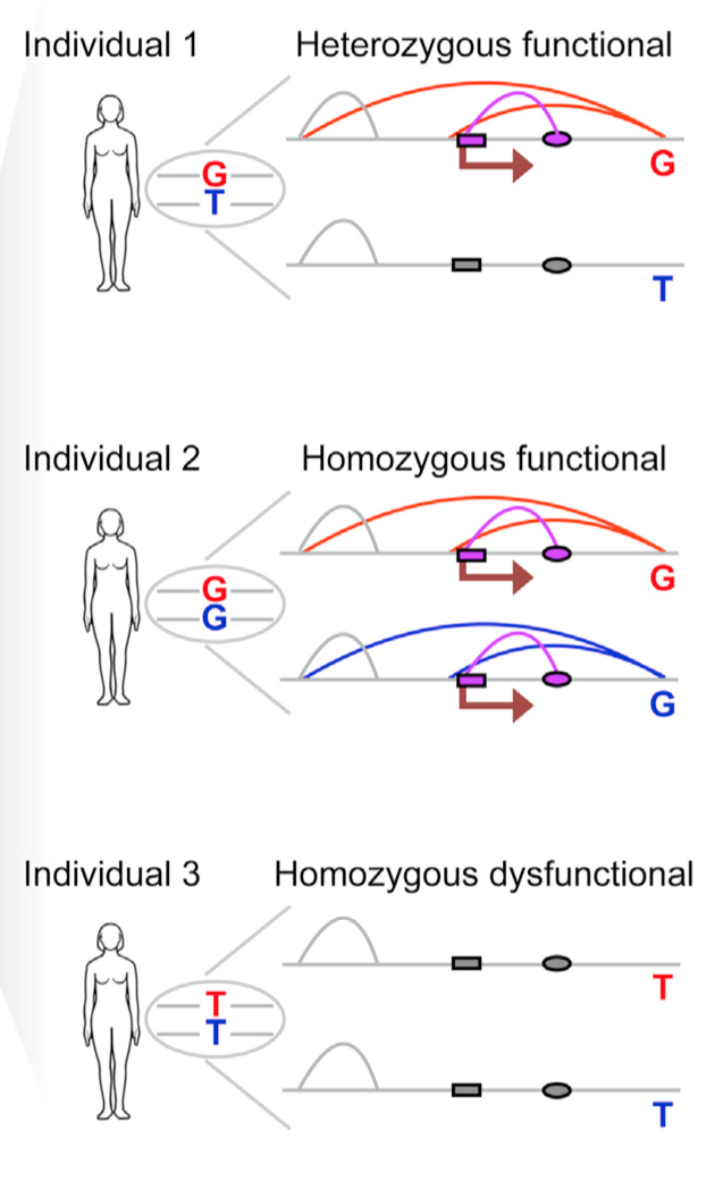 Individual 1 Heterozygous functional
G
T
G
T
Individual 2 Homozygous functional
G
G
G
G
Individual 3 Homozygous dysfunctional
T
T
T
T